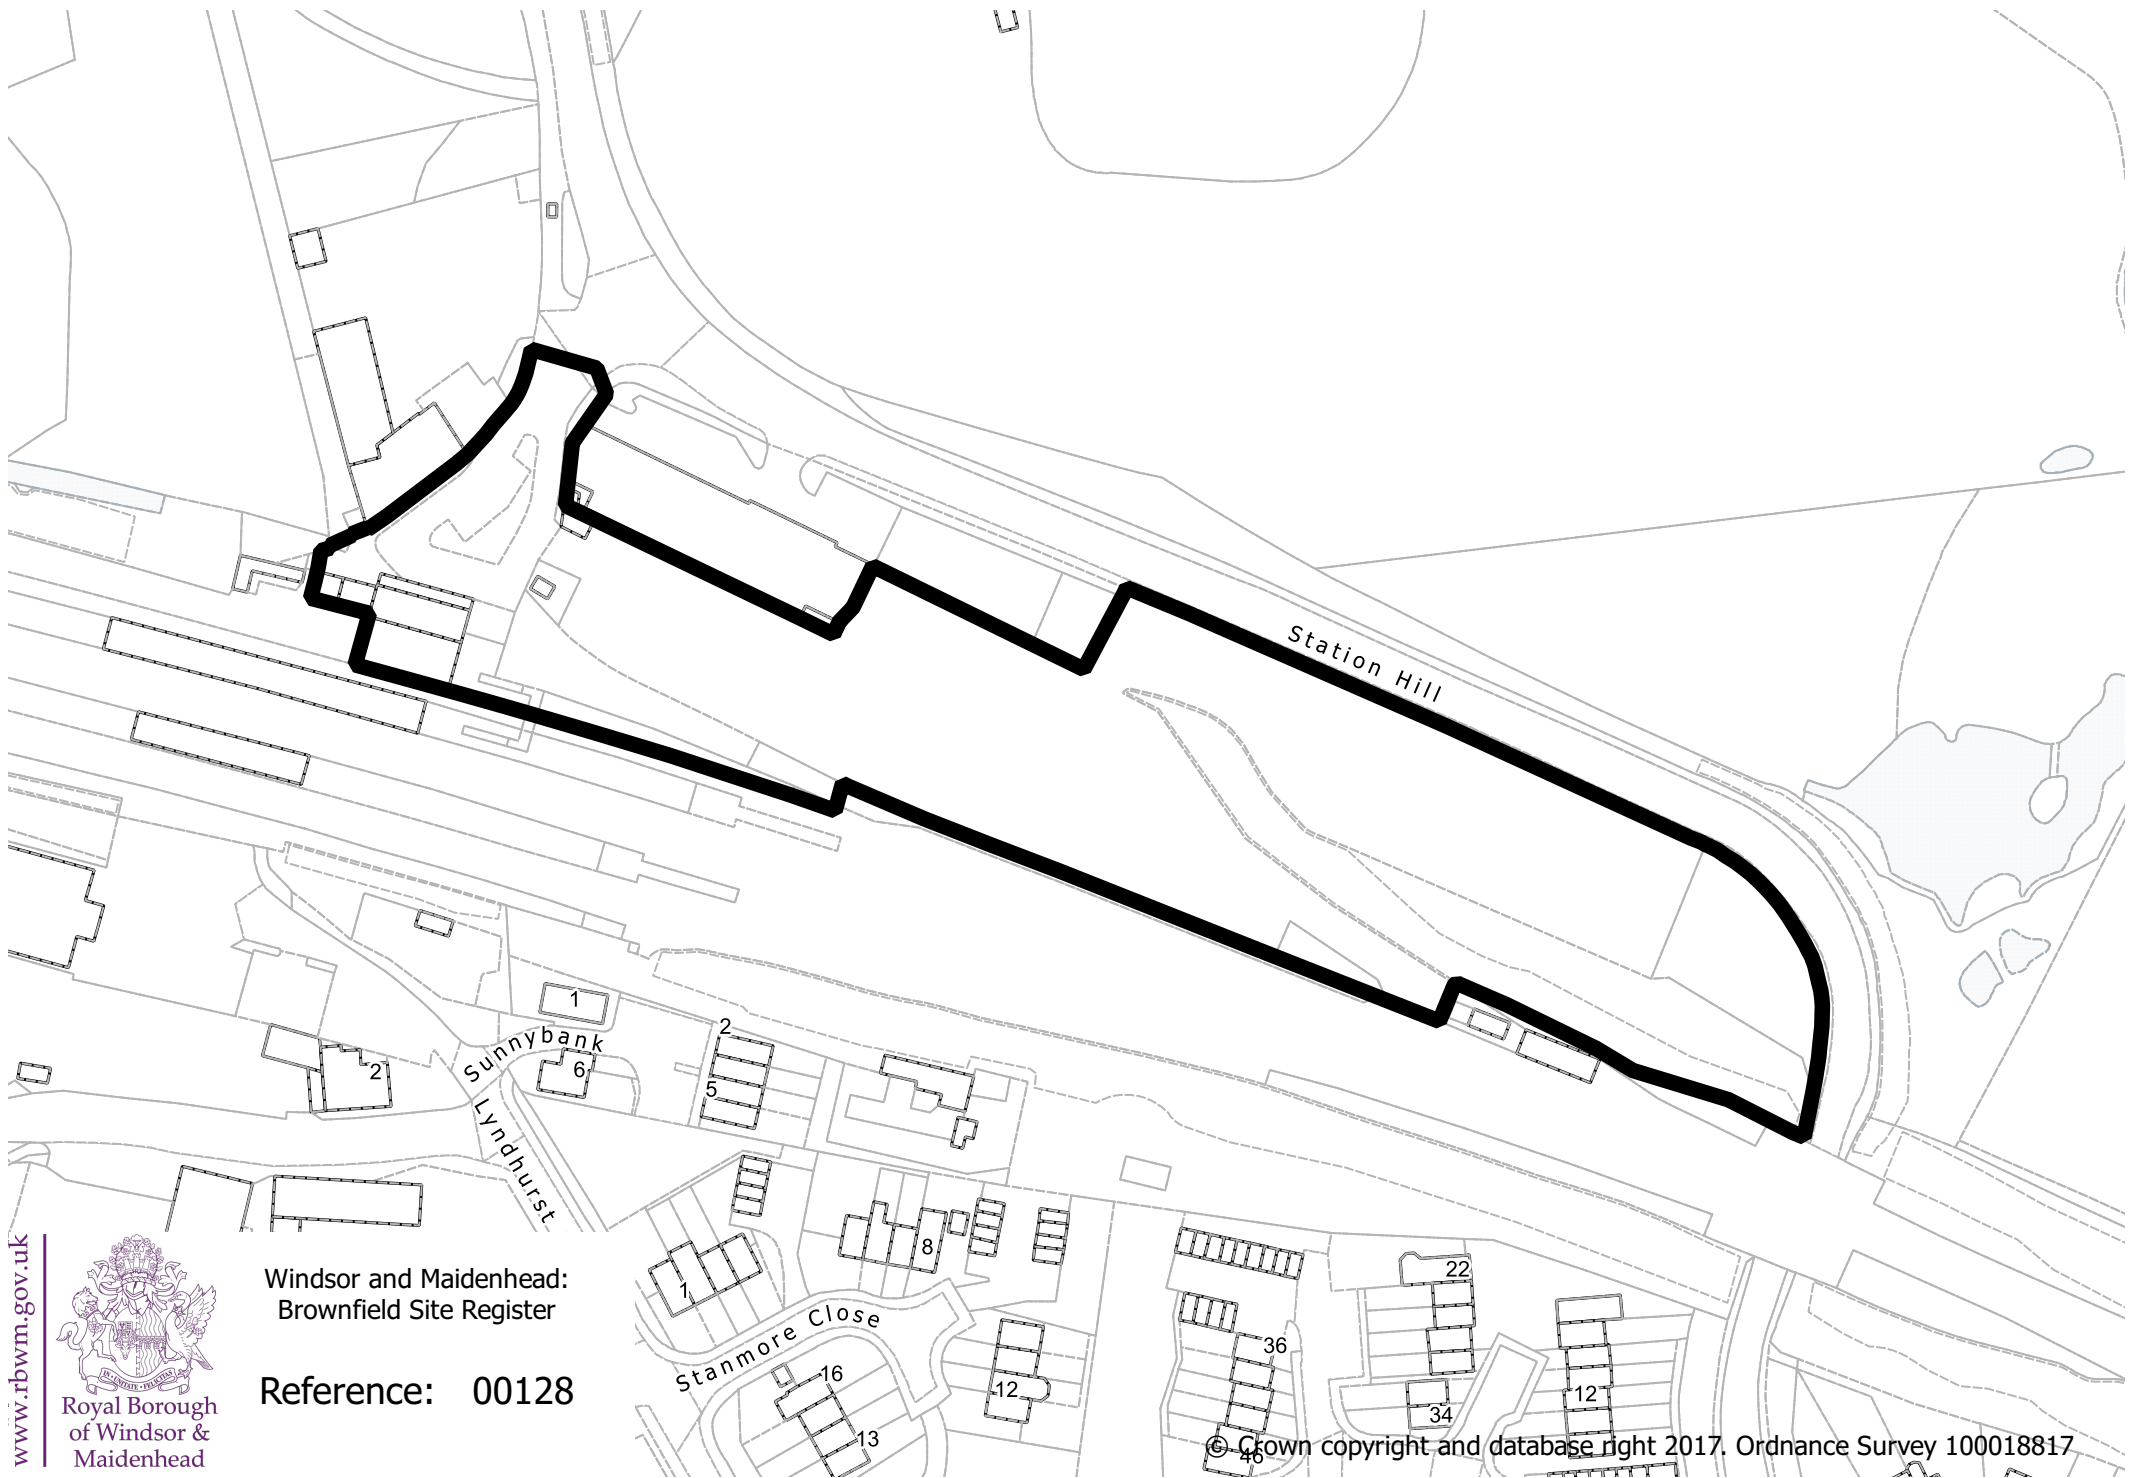 Station Hill
1
2
Sunnybank
6
2
5
Lyndhurst
8
7
Stanmore Close
16
13
12
22
36
34
12
46
www.rbwm.gov.uk
Royal Borough
of Windsor &
Maidenhead
Windsor and Maidenhead:
Brownfield Site Register
Reference: 00128
© Crown copyright and database right 2017. Ordnance Survey 100018817